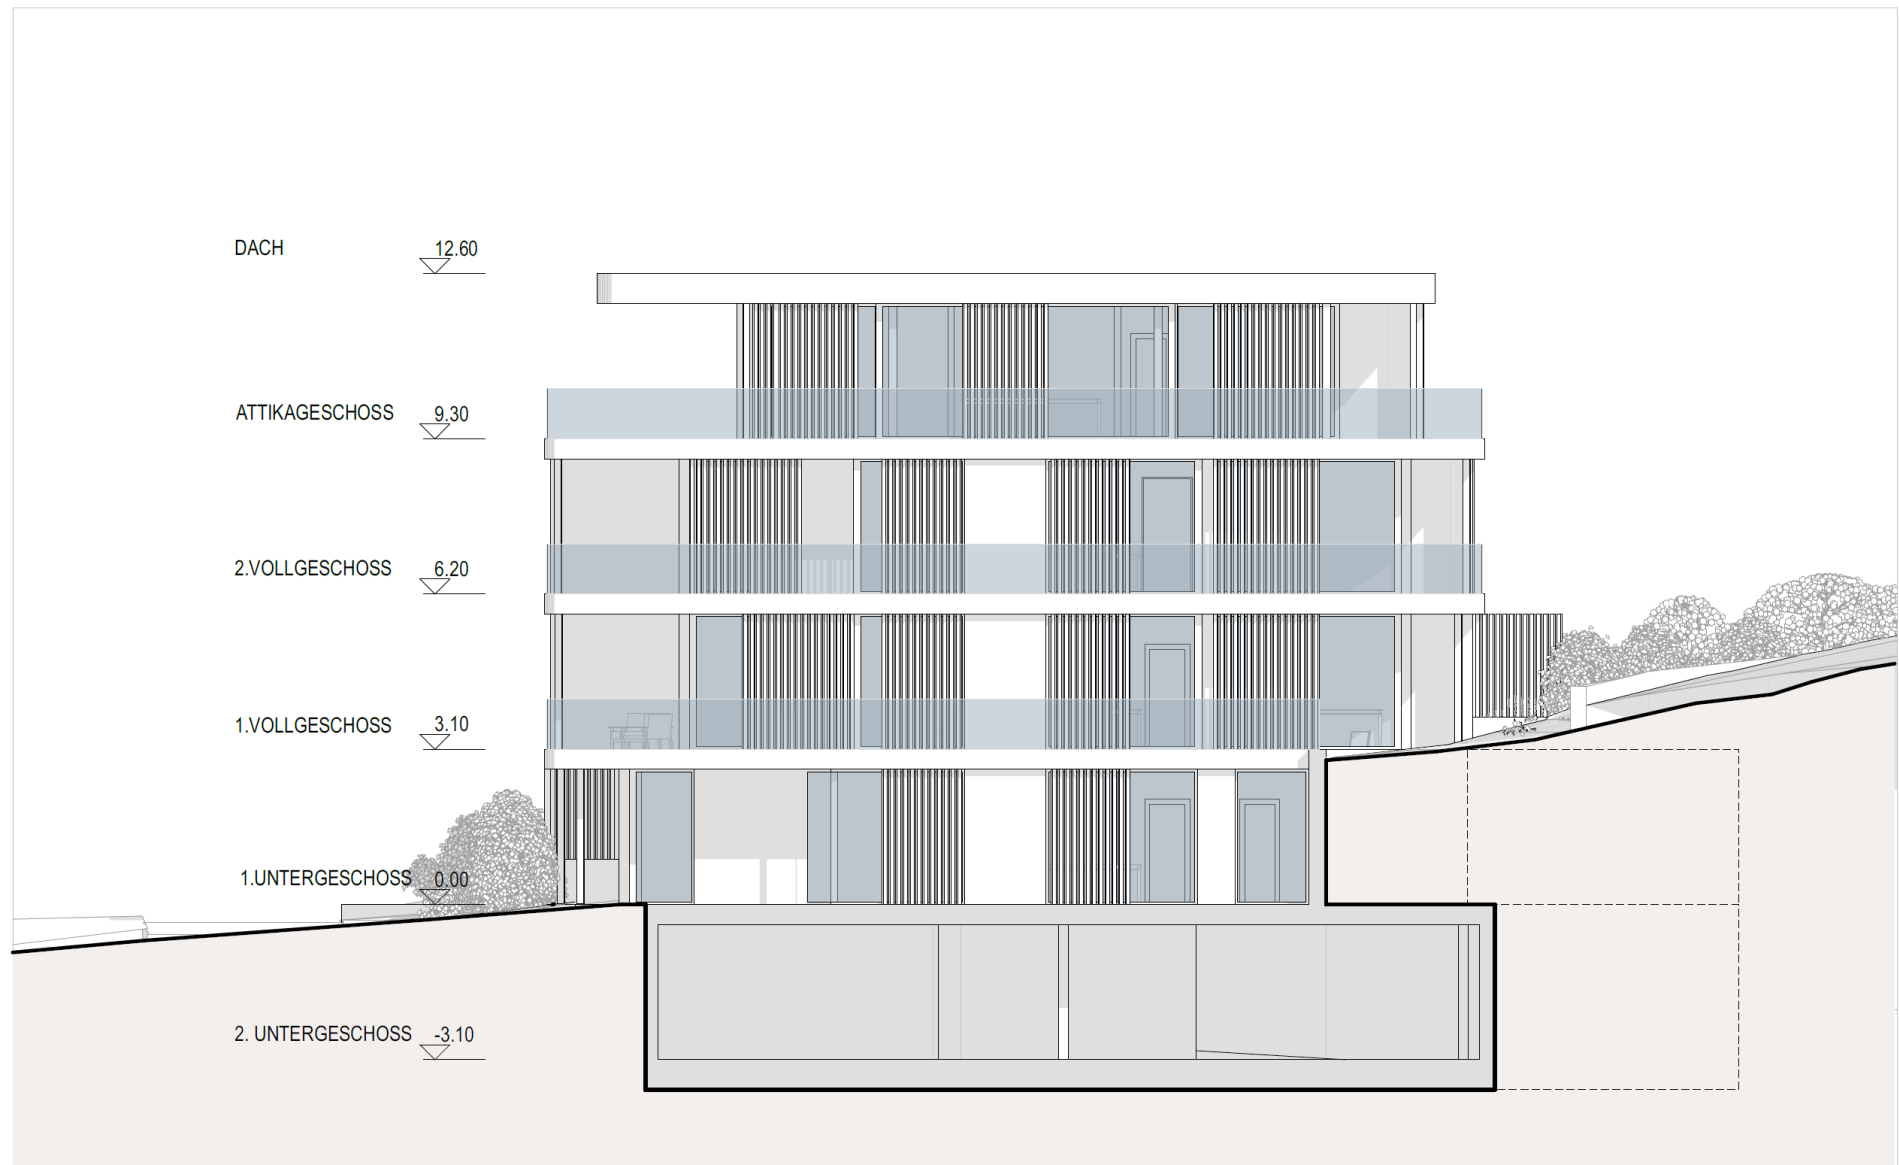 DACH 12.60
ATTIKAGESCHOSS 9.30
2.VOLLGESCHOSS 6.20
1.VOLLGESCHOSS 3.10
1.UNTERGESCHOSS 0.00
2. UNTERGESCHOSS -3.10